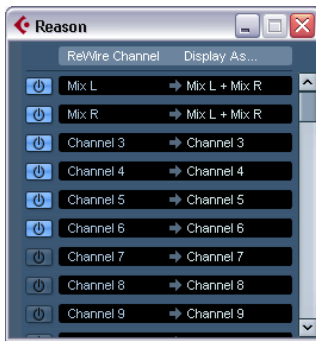 Reason
ReWire Channel Display As...
Mix L Mix L + Mix R
Mix R Mix L + Mix R
Channel 3 Channel 3
Channel 4 Channel 4
Channel 5 Channel 5
Channel 6 Channel 6
Channel 7 Channel 7
Channel 8 Channel 8
Channel 9 Channel 9